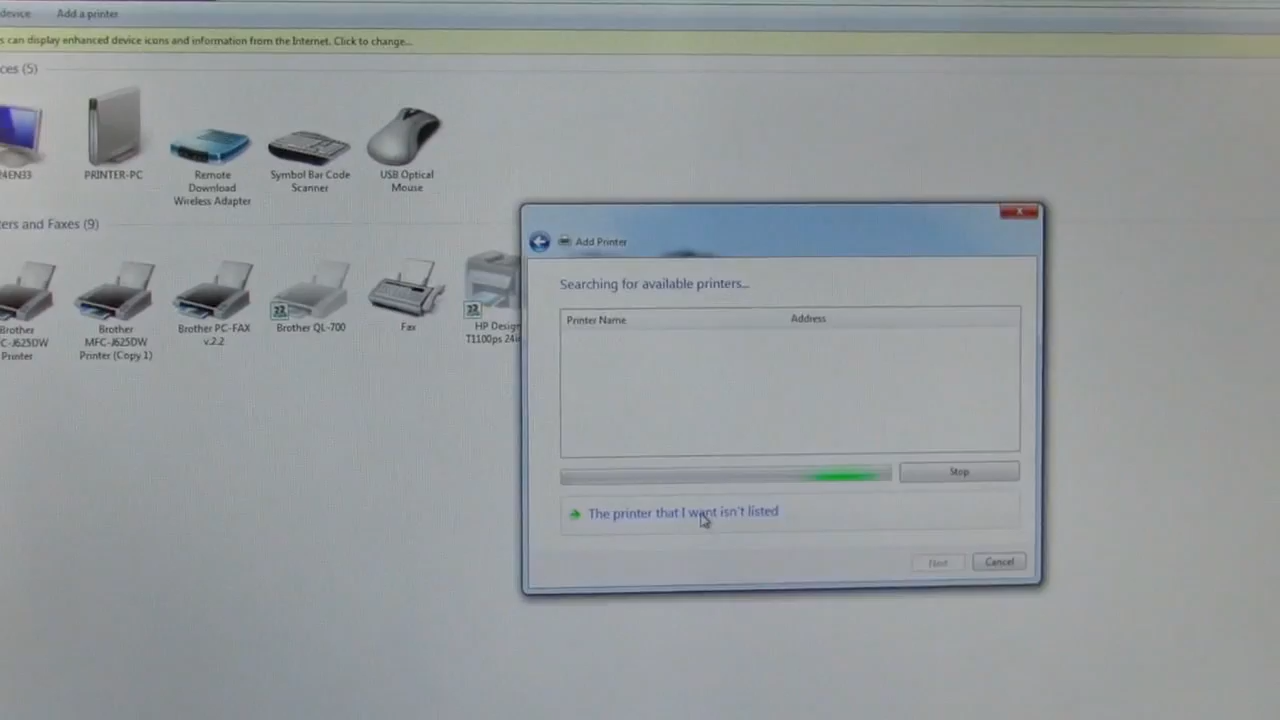 device Add a printer
s can display enhanced device icons and information from the Internet. Click to change...
ces (5)
4EN33
PRINTER-PC
Remote
Download
Wireless Adapter
Symbol Bar Code
Scanner
USB Optical
Mouse
ters and Faxes (9)
Brother
C-J625DW
Printer
Brother
MFC-J625DW
Printer (Copy 1)
Brother PC-FAX
v.2.2
Brother QL-700
Fax
HP Design
T1100ps 24in
Add Printer
Searching for available printers...
Printer Name Address
Stop
The printer that I want isn't listed
Next Cancel